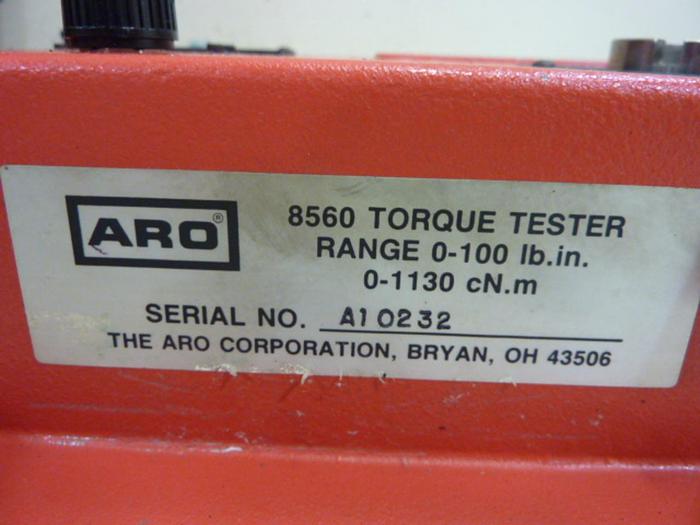 ARO®
8560 TORQUE TESTER
RANGE 0-100 lb.in.
0-1130 cN.m
SERIAL NO. A10232
THE ARO CORPORATION, BRYAN, OH 43506